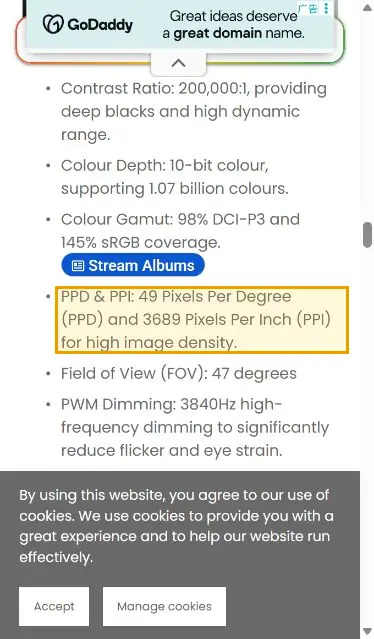 GoDaddy
Great ideas deserve
a great domain name.
广告
• Contrast Ratio: 200,000:1, providing
deep blacks and high dynamic
range.
• Colour Depth: 10-bit colour,
supporting 1.07 billion colours.
• Colour Gamut: 98% DCI-P3 and
145% sRGB coverage.
Stream Albums
• PPD & PPI: 49 Pixels Per Degree
(PPD) and 3689 Pixels Per Inch (PPI)
for high image density.
• Field of View (FOV): 47 degrees
• PWM Dimming: 3840Hz high-
frequency dimming to significantly
reduce flicker and eye strain.
By using this website, you agree to our use of
cookies. We use cookies to provide you with a
great experience and to help our website run
effectively.
Accept
Manage cookies